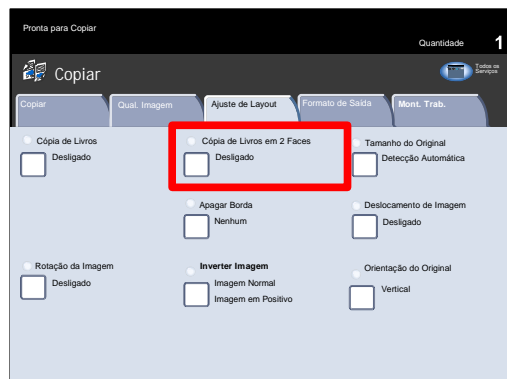 Pronta para Copiar
Quantidade 1
Copiar
Todos os
Serviços
Copiar
Qual. Imagem
Ajuste de Layout
Formato de Saída
Mont. Trab.
Cópia de Livros
Desligado
Cópia de Livros em 2 Faces
Desligado
Tamanho do Original
Detecção Automática
Apagar Borda
Nenhum
Deslocamento de Imagem
Desligado
Rotação da Imagem
Desligado
Inverter Imagem
Imagem Normal
Imagem em Positivo
Orientação do Original
Vertical